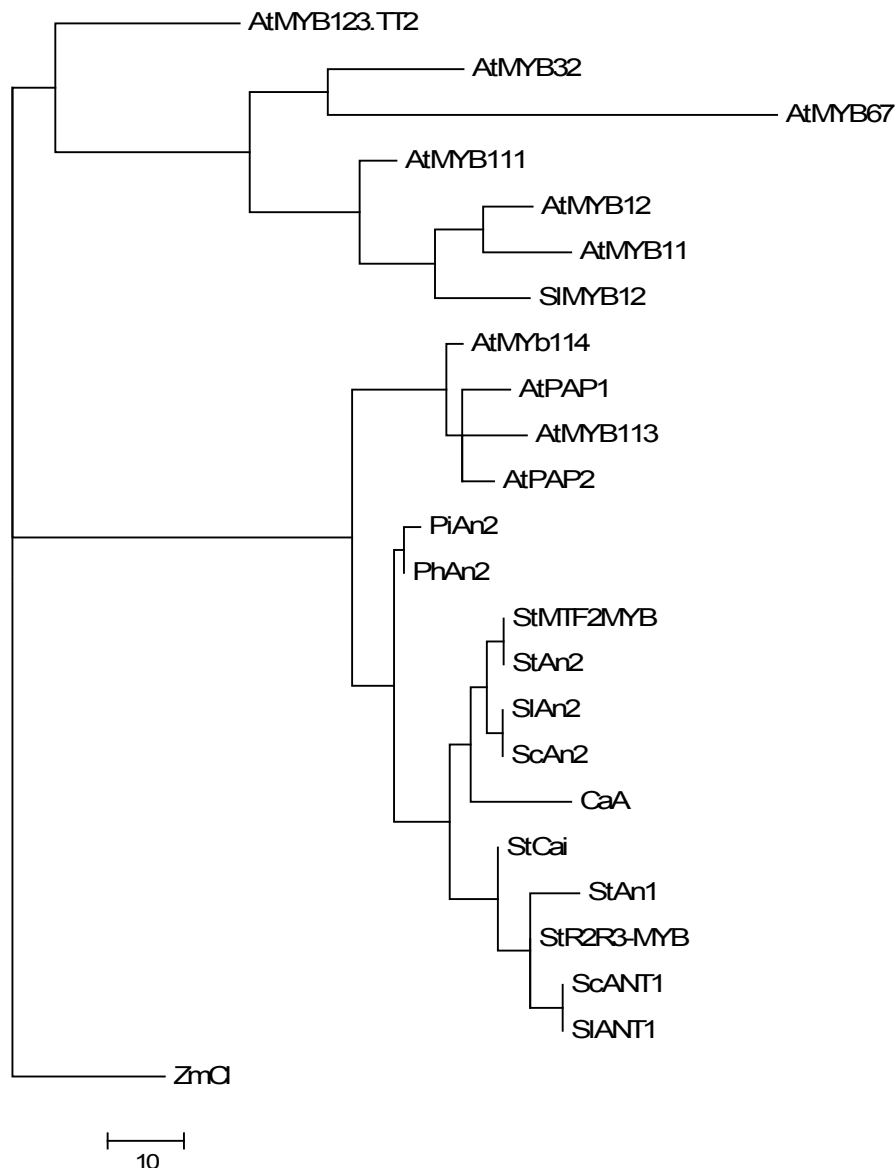 AtMYB123.TT2
AtMYB32
AtMYB67
AtMYB111
AtMYB12
AtMYB11
SlMYB12
AtMYb114
AtPAP1
AtMYB113
AtPAP2
PiAn2
PhAn2
StMTF2MYB
StAn2
SlAn2
ScAn2
CaA
StCai
StAn1
StR2R3-MYB
ScANT1
SlANT1
ZmCl
10